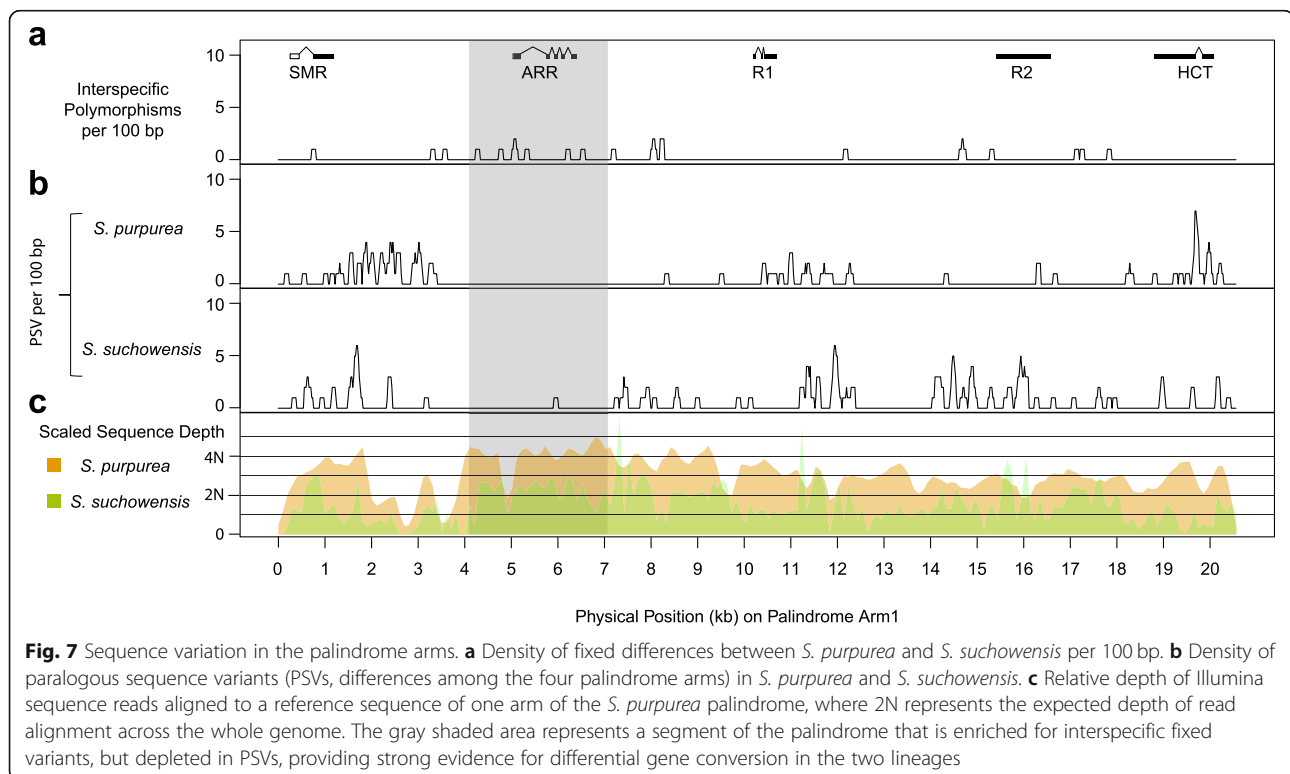 a
10
5
0
Interspecific
Polymorphisms
per 100 bp
SMR ARR R1 R2 HCT
b
PSV per 100 bp
S. purpurea
10
5
0
S. suchowensis
10
5
0
c
Scaled Sequence Depth
S. purpurea
S. suchowensis
4N
2N
0
0 1 2 3 4 5 6 7 8 9 10 11 12 13 14 15 16 17 18 19 20
Physical Position (kb) on Palindrome Arm1
Fig. 7 Sequence variation in the palindrome arms. a Density of fixed differences between S. purpurea and S. suchowensis per 100 bp. b Density of
paralogous sequence variants (PSVs, differences among the four palindrome arms) in S. purpurea and S. suchowensis. c Relative depth of Illumina
sequence reads aligned to a reference sequence of one arm of the S. purpurea palindrome, where 2N represents the expected depth of read
alignment across the whole genome. The gray shaded area represents a segment of the palindrome that is enriched for interspecific fixed
variants, but depleted in PSVs, providing strong evidence for differential gene conversion in the two lineages